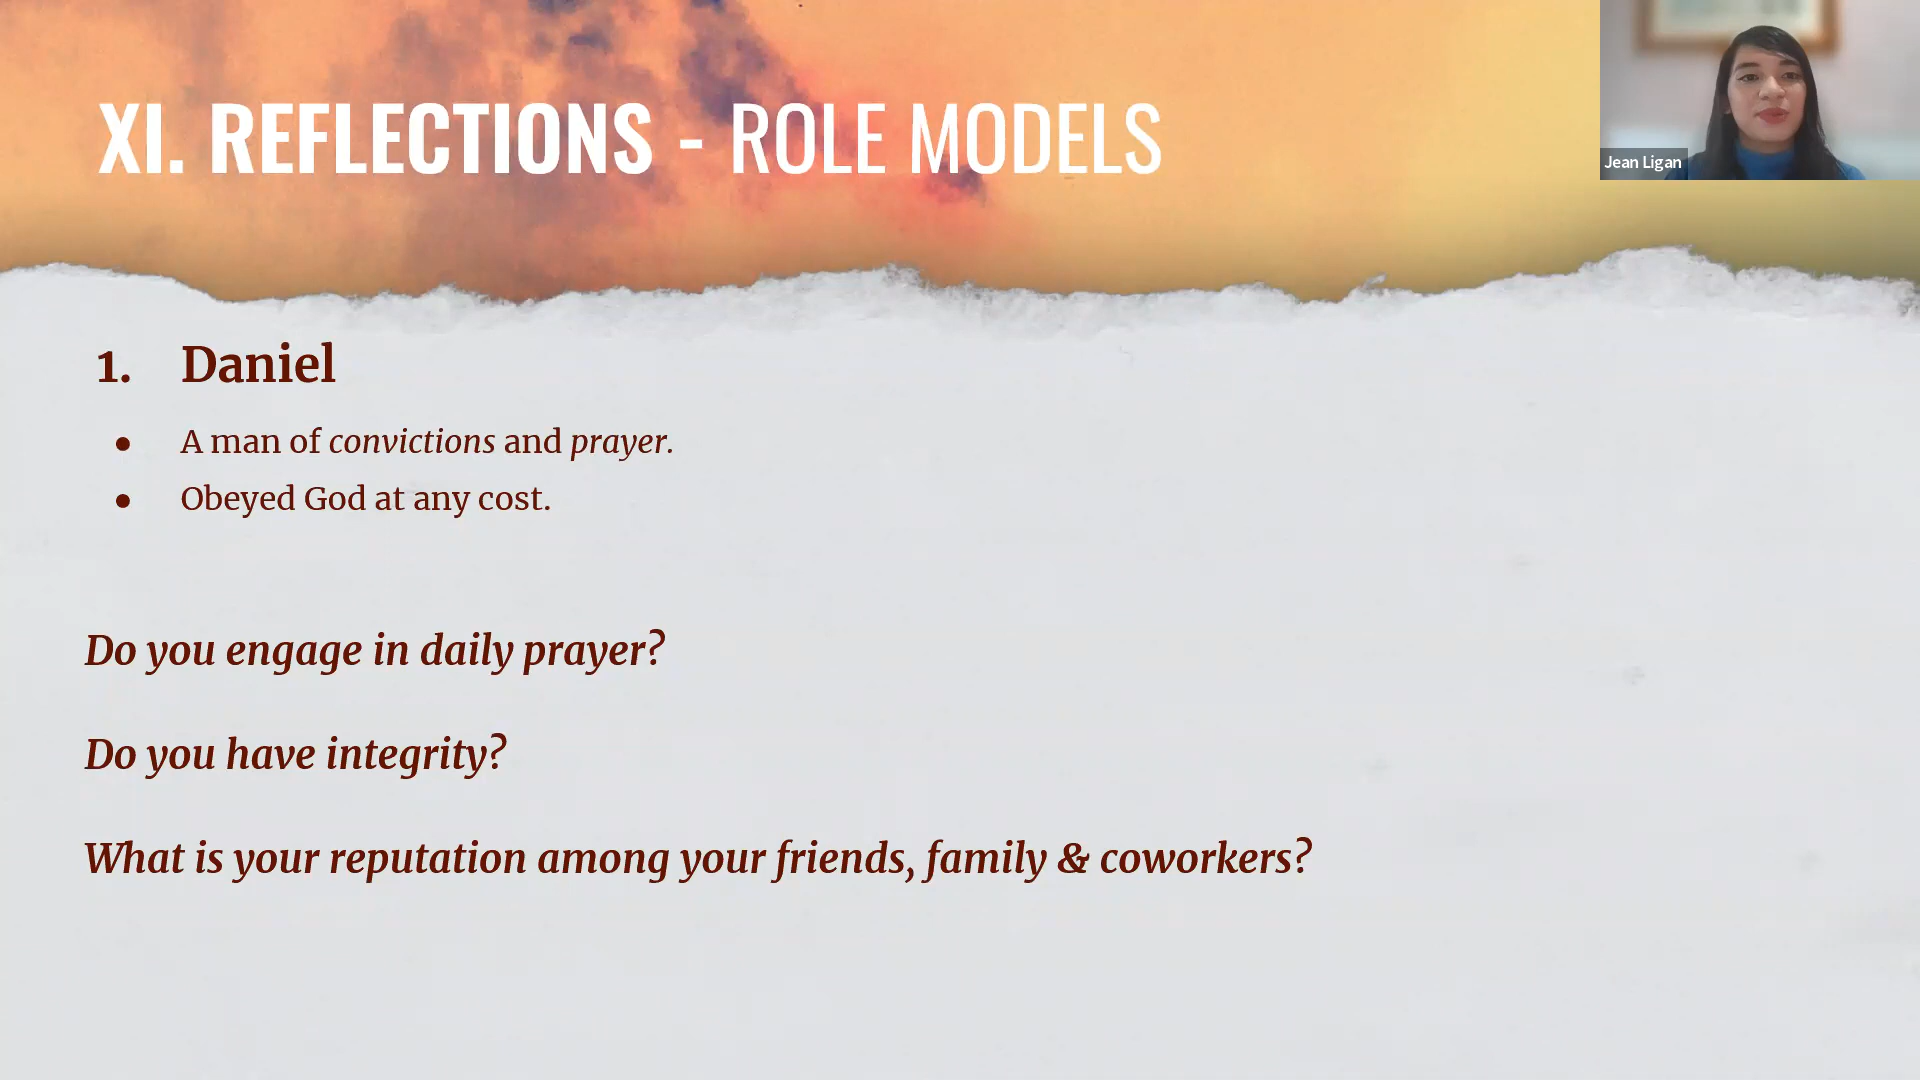 XI. REFLECTIONS - ROLE MODELS
Jean Ligan
1. Daniel
● A man of convictions and prayer.
● Obeyed God at any cost.
Do you engage in daily prayer?
Do you have integrity?
What is your reputation among your friends, family & coworkers?